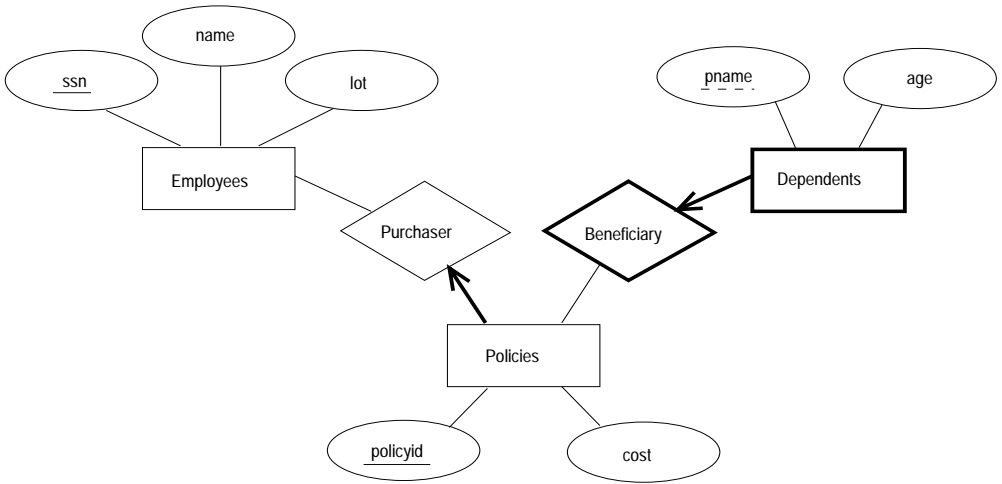 name
ssn
lot
pname
age
Employees
Dependents
Purchaser
Beneficiary
Policies
policyid
cost